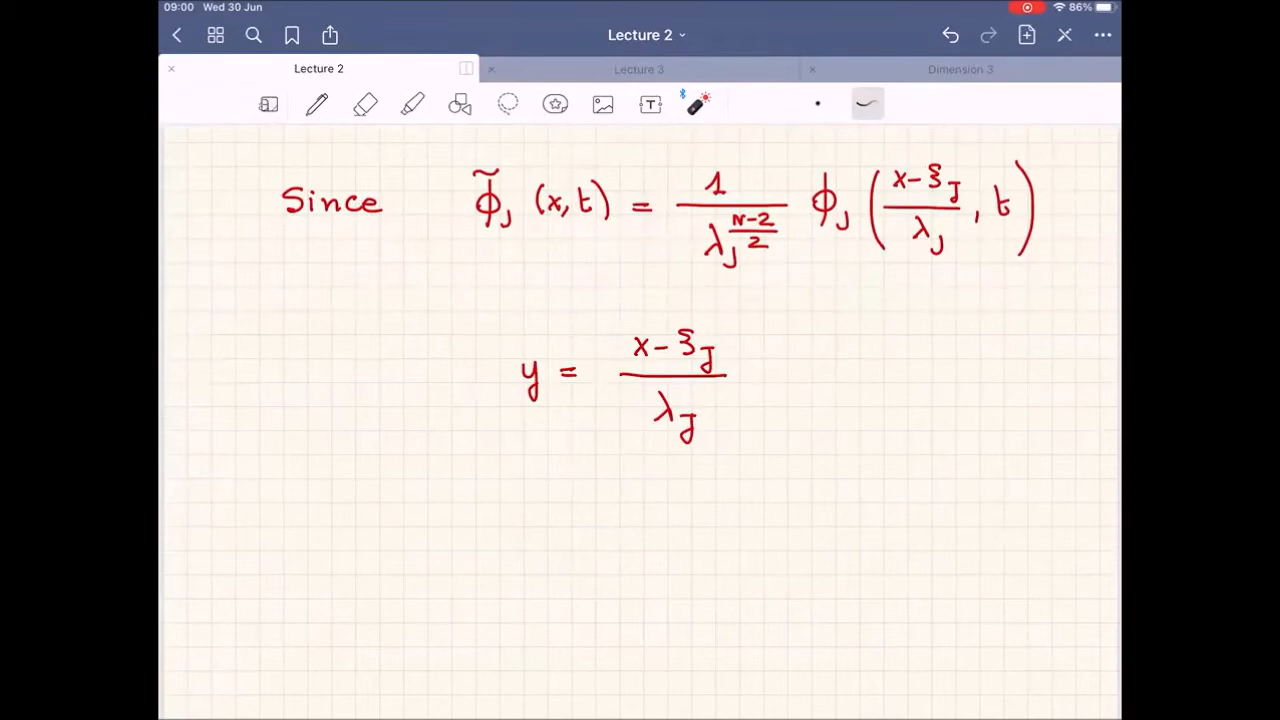 09:00 Wed 30 Jun 86%
Lecture 2
Lecture 2 Lecture 3 Dimension 3
Since ϕ̃_j (x,t) = 1/λ_j^{(N-2)/2} ϕ_j ((x-ξ_J)/λ_J, t)
y = (x-ξ_J)/λ_J